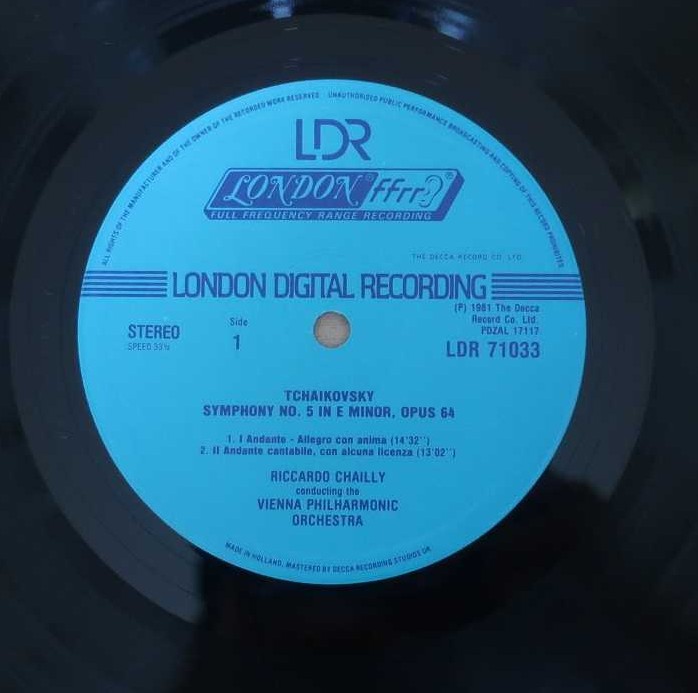 ALL RIGHTS OF THE MANUFACTURER AND OF THE OWNER OF THE RECORDED WORK RESERVED   UNAUTHORISED PUBLIC PERFORMANCE BROADCASTING AND COPYING OF THIS RECORD PROHIBITED
LDR
LONDON ffrr ®
FULL FREQUENCY RANGE RECORDING
THE DECCA RECORD CO. LTD.
LONDON DIGITAL RECORDING
(P) 1981 The Decca
Record Co. Ltd.
PDZAL 17117
STEREO
SPEED 33⅓
Side
1
LDR 71033
TCHAIKOVSKY
SYMPHONY NO. 5 IN E MINOR, OPUS 64
1. I Andante - Allegro con anima (14'32'')
2. II Andante cantabile, con alcuna licenza (13'02'')
RICCARDO CHAILLY
conducting the
VIENNA PHILHARMONIC
ORCHESTRA
MADE IN HOLLAND, MASTERED BY DECCA RECORDING STUDIOS UK